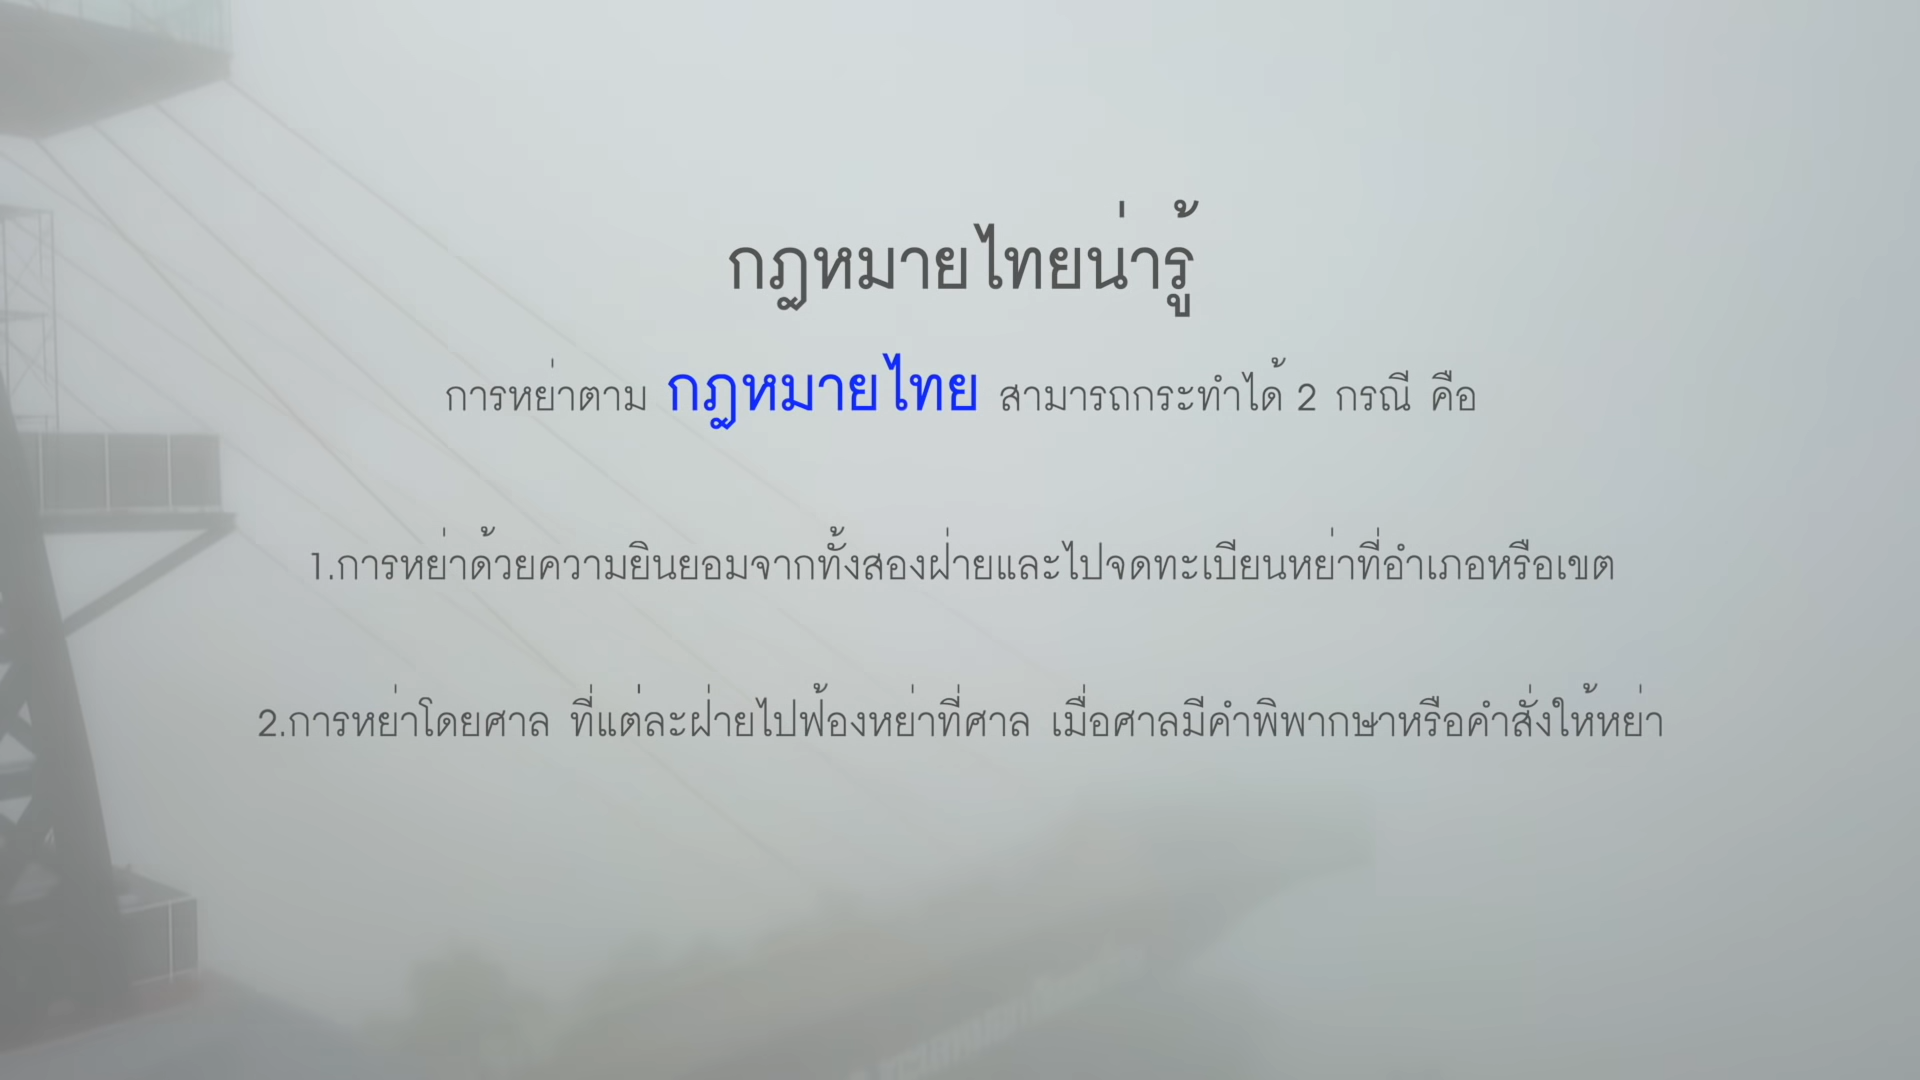 กฎหมายไทยน่ารู้
การหย่าตาม กฎหมายไทย สามารถกระทำได้ 2 กรณี คือ
1.การหย่าด้วยความยินยอมจากทั้งสองฝ่ายและไปจดทะเบียนหย่าที่อำเภอหรือเขต
2.การหย่าโดยศาล ที่แต่ละฝ่ายไปฟ้องหย่าที่ศาล เมื่อศาลมีคำพิพากษาหรือคำสั่งให้หย่า